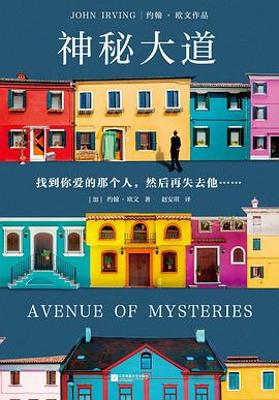 JOHN IRVING | 约翰·欧文作品
神秘大道
找到你爱的那个人，然后再失去他……
[加] 约翰·欧文 著 赵安琪 译
AVENUE OF MYSTERIES